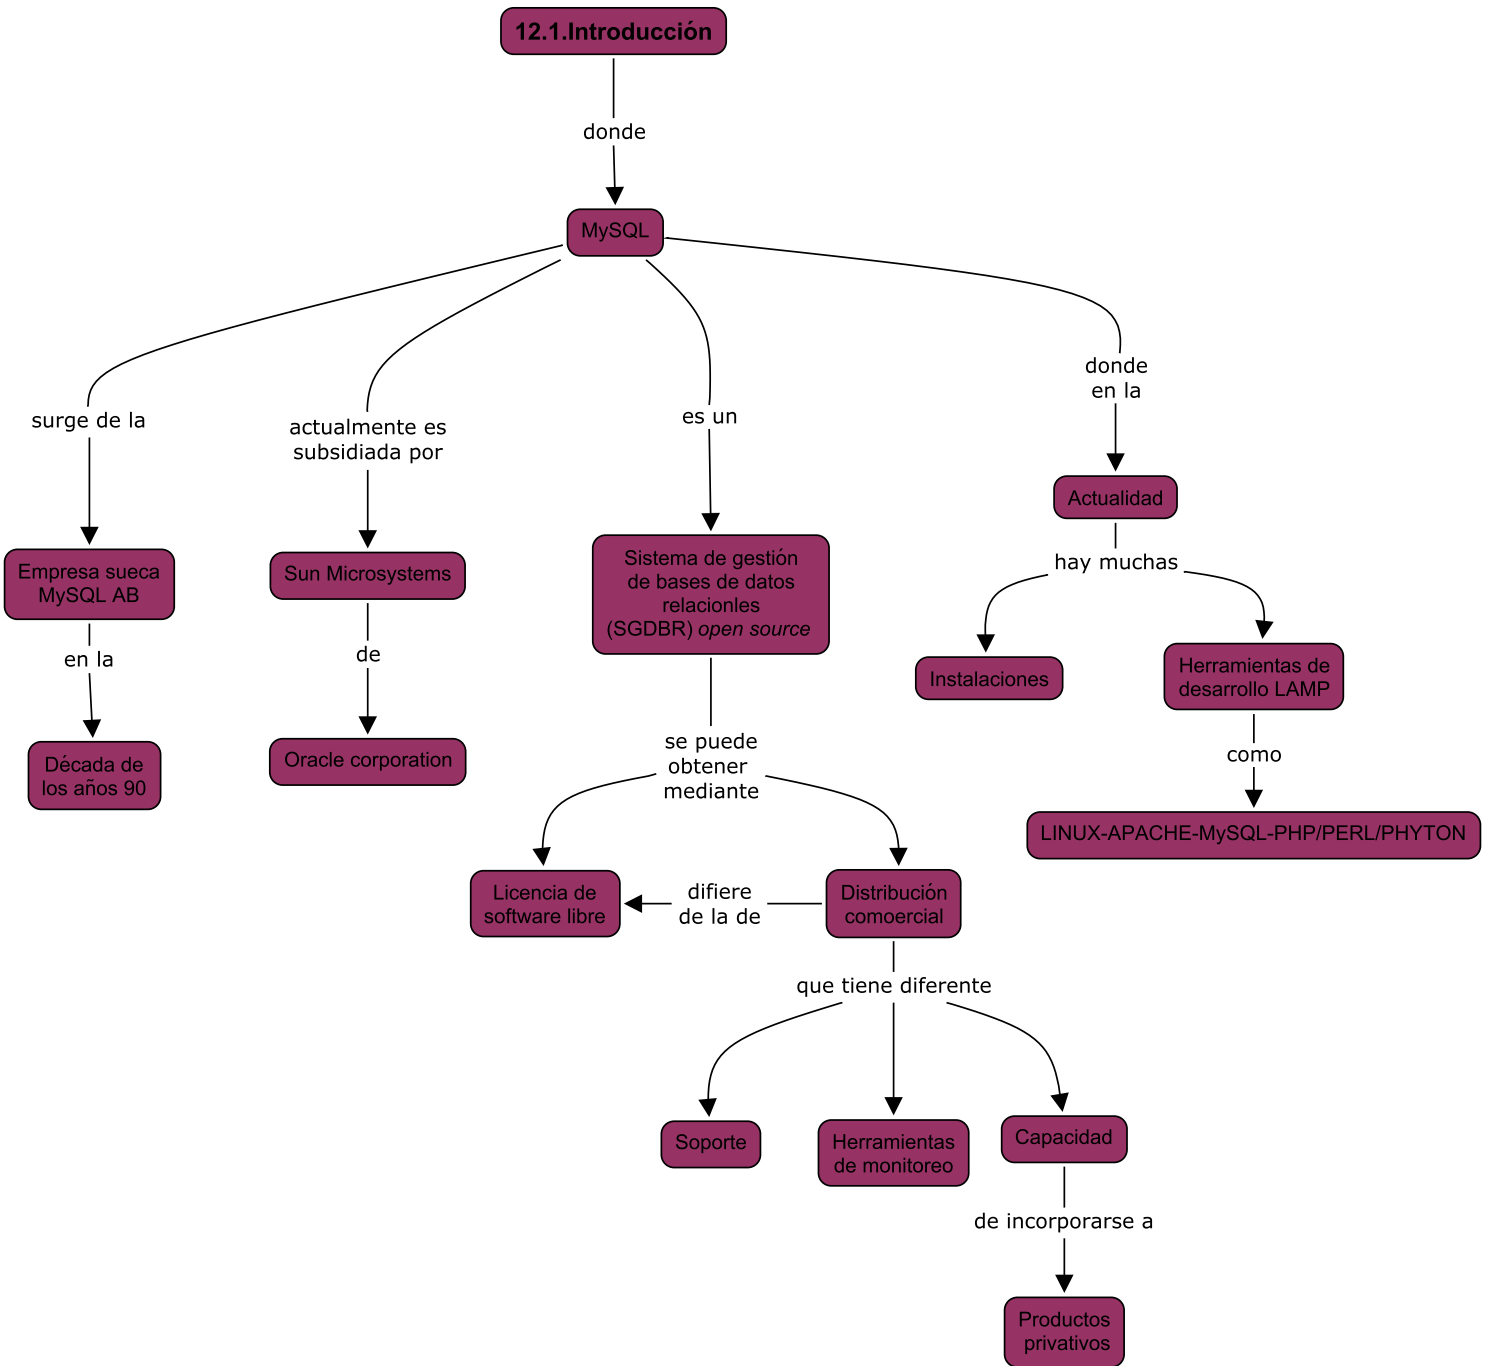 12.1.Introducción
donde
MySQL
surge de la
Empresa sueca
MySQL AB
en la
Década de
los años 90
actualmente es
subsidiada por
Sun Microsystems
de
Oracle corporation
es un
Sistema de gestión
de bases de datos
relacionles
(SGDBR) open source
se puede
obtener
mediante
Licencia de
software libre
difiere
de la de
Distribución
comoercial
que tiene diferente
Soporte
Herramientas
de monitoreo
Capacidad
de incorporarse a
Productos
privativos
donde
en la
Actualidad
hay muchas
Instalaciones
Herramientas de
desarrollo LAMP
como
LINUX-APACHE-MySQL-PHP/PERL/PHYTON